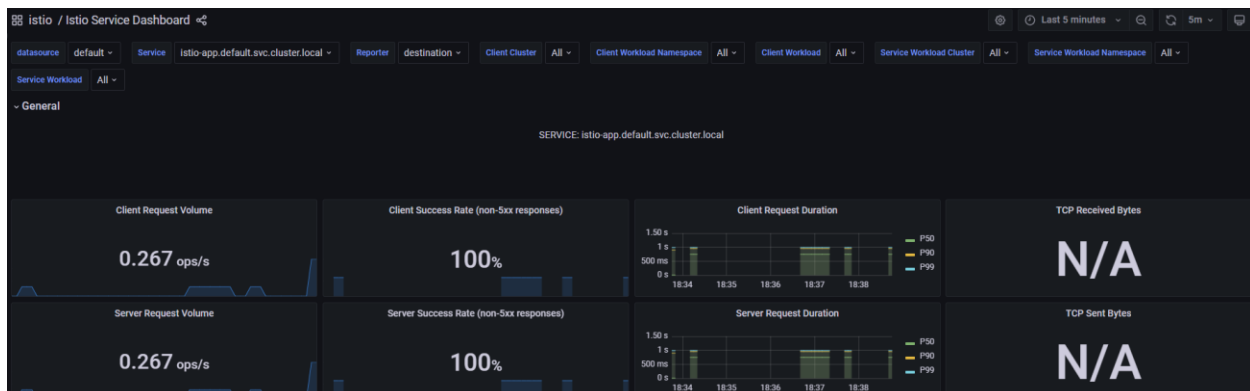 istio / Istio Service Dashboard
Last 5 minutes
5m
datasource default Service istio-app.default.svc.cluster.local Reporter destination Client Cluster All Client Workload Namespace All Client Workload All Service Workload Cluster All Service Workload Namespace All
Service Workload All
General
SERVICE: istio-app.default.svc.cluster.local
Client Request Volume
0.267 ops/s
Client Success Rate (non-5xx responses)
100%
Client Request Duration
1.50 s
1 s
500 ms
0 s
18:34 18:35 18:36 18:37 18:38
P50
P90
P99
TCP Received Bytes
N/A
Server Request Volume
0.267 ops/s
Server Success Rate (non-5xx responses)
100%
Server Request Duration
1.50 s
1 s
500 ms
0 s
18:34 18:35 18:36 18:37 18:38
P50
P90
P99
TCP Sent Bytes
N/A